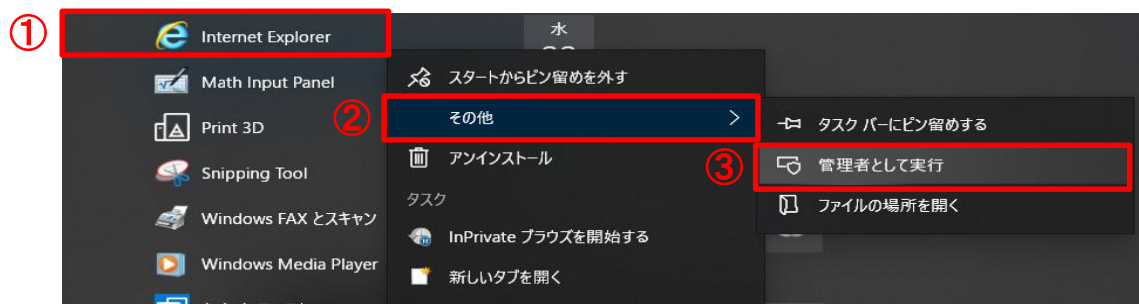 ①
Internet Explorer
Math Input Panel
Print 3D
Snipping Tool
Windows FAX とスキャン
Windows Media Player
水
スタートからピン留めを外す
②
その他
アンインストール
タスク
InPrivate ブラウズを開始する
新しいタブを開く
タスク バーにピン留めする
③
管理者として実行
ファイルの場所を開く